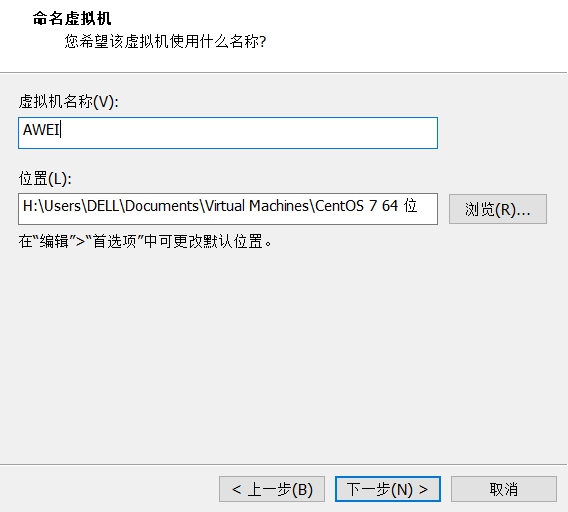 命名虚拟机
您希望该虚拟机使用什么名称?
虚拟机名称(V):
AWEI
位置(L):
H:\Users\DELL\Documents\Virtual Machines\CentOS 7 64 位
浏览(R)...
在“编辑”>“首选项”中可更改默认位置。
< 上一步(B)
下一步(N) >
取消